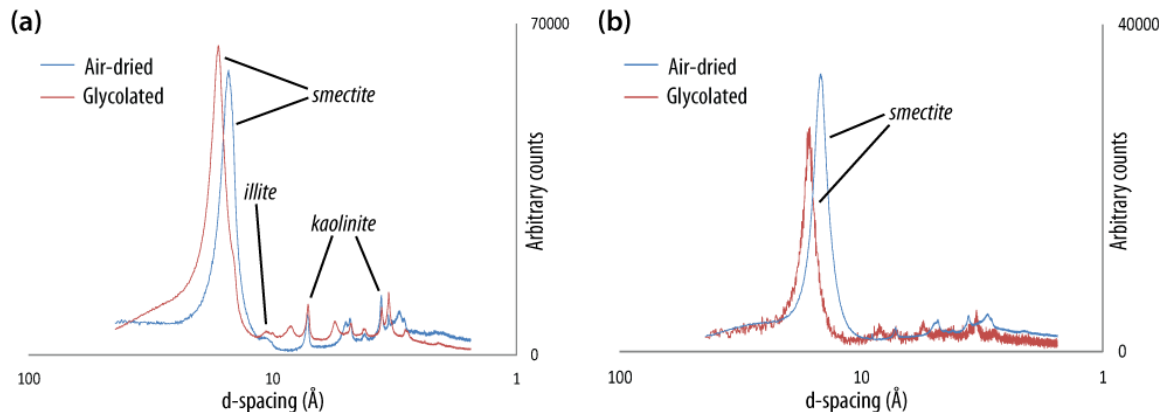 (a)
70000
Air-dried
Glycolated
smectite
illite
kaolinite
Arbitrary counts
0
100
10
1
d-spacing (Å)
(b)
40000
Air-dried
Glycolated
smectite
Arbitrary counts
0
100
10
1
d-spacing (Å)